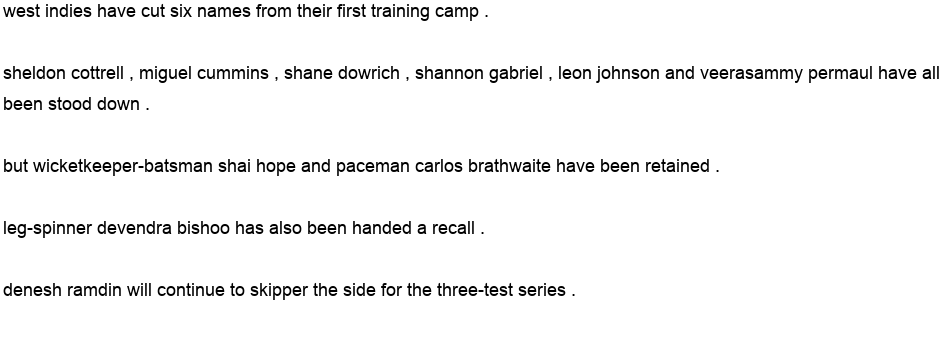 west indies have cut six names from their first training camp .
sheldon cottrell , miguel cummins , shane dowrich , shannon gabriel , leon johnson and veerasammy permaul have all
been stood down .
but wicketkeeper-batsman shai hope and paceman carlos brathwaite have been retained .
leg-spinner devendra bishoo has also been handed a recall .
denesh ramdin will continue to skipper the side for the three-test series .